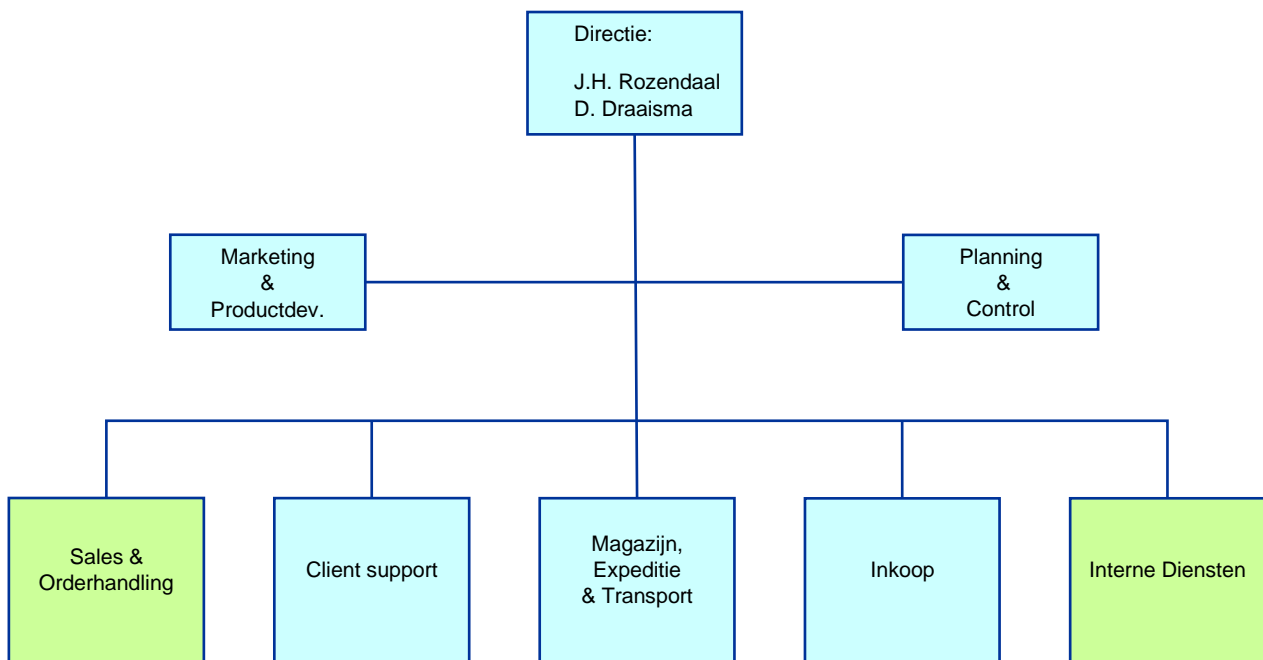 Directie:
J.H. Rozendaal
D. Draaisma
Marketing
&
Productdev.
Planning
&
Control
Sales &
Orderhandling
Client support
Magazijn,
Expeditie
& Transport
Inkoop
Interne Diensten